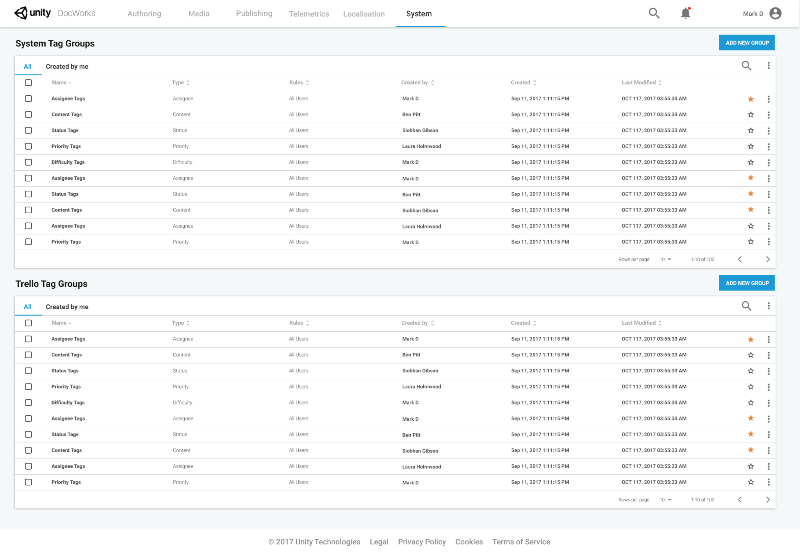 unity DocWorks Authoring Media Publishing Telemetrics Localisation System Mark D
System Tag Groups ADD NEW GROUP
All Created by me
Name Type Rules Created by Created Last Modified
Assignee Tags Assignee All Users Mark D Sep 11, 2017 1:11:15 PM OCT 117, 2017 03:55:33 AM
Content Tags Content All Users Ben Pitt Sep 11, 2017 1:11:15 PM OCT 117, 2017 03:55:33 AM
Status Tags Status All Users Siobhan Gibson Sep 11, 2017 1:11:15 PM OCT 117, 2017 03:55:33 AM
Priority Tags Priority All Users Laura Holmwood Sep 11, 2017 1:11:15 PM OCT 117, 2017 03:55:33 AM
Difficulty Tags Difficulty All Users Mark D Sep 11, 2017 1:11:15 PM OCT 117, 2017 03:55:33 AM
Assignee Tags Assignee All Users Mark D Sep 11, 2017 1:11:15 PM OCT 117, 2017 03:55:33 AM
Status Tags Status All Users Ben Pitt Sep 11, 2017 1:11:15 PM OCT 117, 2017 03:55:33 AM
Content Tags Content All Users Siobhan Gibson Sep 11, 2017 1:11:15 PM OCT 117, 2017 03:55:33 AM
Assignee Tags Assignee All Users Laura Holmwood Sep 11, 2017 1:11:15 PM OCT 117, 2017 03:55:33 AM
Priority Tags Priority All Users Mark D Sep 11, 2017 1:11:15 PM OCT 117, 2017 03:55:33 AM
Rows per page 10 1-10 of 100
Trello Tag Groups ADD NEW GROUP
All Created by me
Name Type Rules Created by Created Last Modified
Assignee Tags Assignee All Users Mark D Sep 11, 2017 1:11:15 PM OCT 117, 2017 03:55:33 AM
Content Tags Content All Users Ben Pitt Sep 11, 2017 1:11:15 PM OCT 117, 2017 03:55:33 AM
Status Tags Status All Users Siobhan Gibson Sep 11, 2017 1:11:15 PM OCT 117, 2017 03:55:33 AM
Priority Tags Priority All Users Laura Holmwood Sep 11, 2017 1:11:15 PM OCT 117, 2017 03:55:33 AM
Difficulty Tags Difficulty All Users Mark D Sep 11, 2017 1:11:15 PM OCT 117, 2017 03:55:33 AM
Assignee Tags Assignee All Users Mark D Sep 11, 2017 1:11:15 PM OCT 117, 2017 03:55:33 AM
Status Tags Status All Users Ben Pitt Sep 11, 2017 1:11:15 PM OCT 117, 2017 03:55:33 AM
Content Tags Content All Users Siobhan Gibson Sep 11, 2017 1:11:15 PM OCT 117, 2017 03:55:33 AM
Assignee Tags Assignee All Users Laura Holmwood Sep 11, 2017 1:11:15 PM OCT 117, 2017 03:55:33 AM
Priority Tags Priority All Users Mark D Sep 11, 2017 1:11:15 PM OCT 117, 2017 03:55:33 AM
Rows per page 10 1-10 of 100
© 2017 Unity Technologies Legal Privacy Policy Cookies Terms of Service